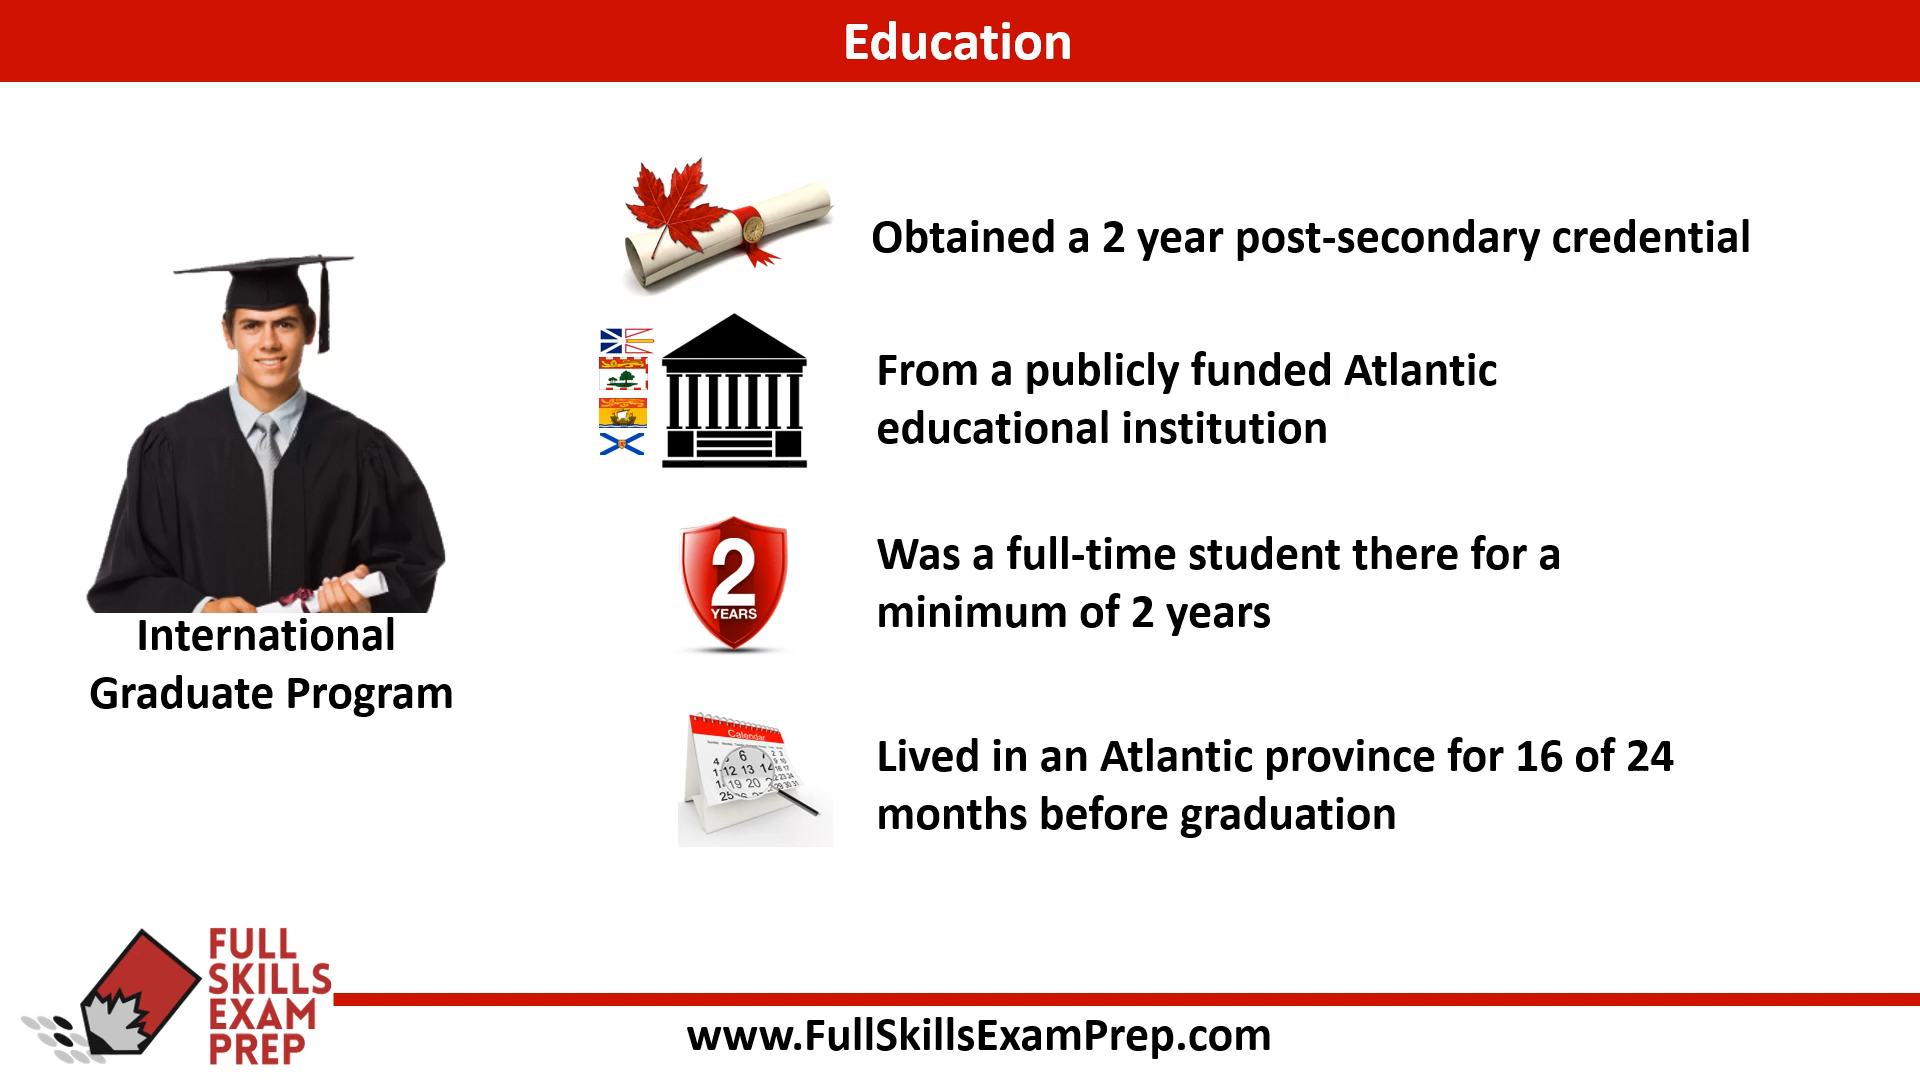 Education
Obtained a 2 year post-secondary credential
From a publicly funded Atlantic
educational institution
2
YEARS
Was a full-time student there for a
minimum of 2 years
International
Graduate Program
Calendar
Lived in an Atlantic province for 16 of 24
months before graduation
FULL
SKILLS
EXAM
PREP
www.FullSkillsExamPrep.com